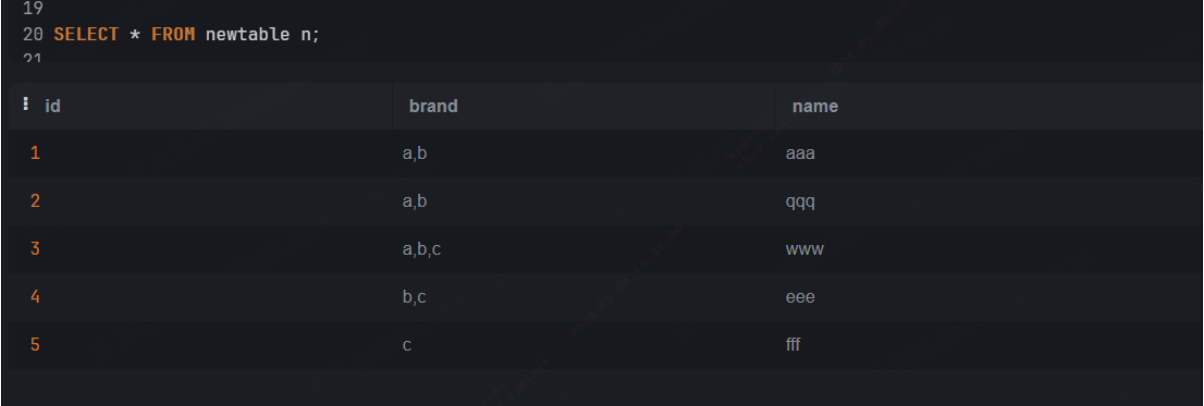 19
20 SELECT * FROM newtable n;
21
id brand name
1 a,b aaa
2 a,b qqq
3 a,b,c www
4 b,c eee
5 c fff